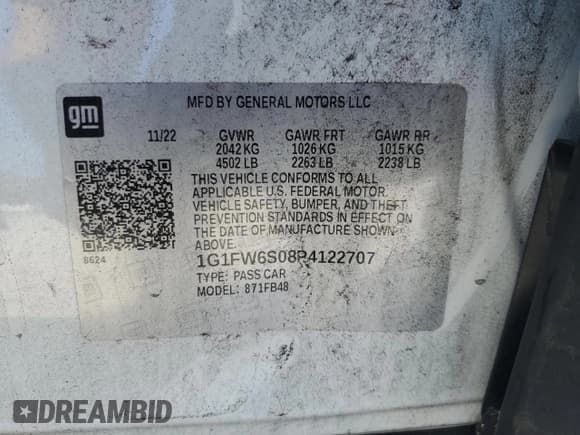 gm
MFD BY GENERAL MOTORS LLC
11/22 GVWR GAWR FRT GAWR RR
2042 KG 1026 KG 1015 KG
4502 LB 2263 LB 2238 LB
THIS VEHICLE CONFORMS TO ALL
APPLICABLE U.S. FEDERAL MOTOR
VEHICLE SAFETY, BUMPER, AND THEFT
PREVENTION STANDARDS IN EFFECT ON
THE DATE OF MANUFACTURE SHOWN
ABOVE.
8624
1G1FW6S08P4122707
TYPE: PASS CAR
MODEL: 871FB48
DREAMBID